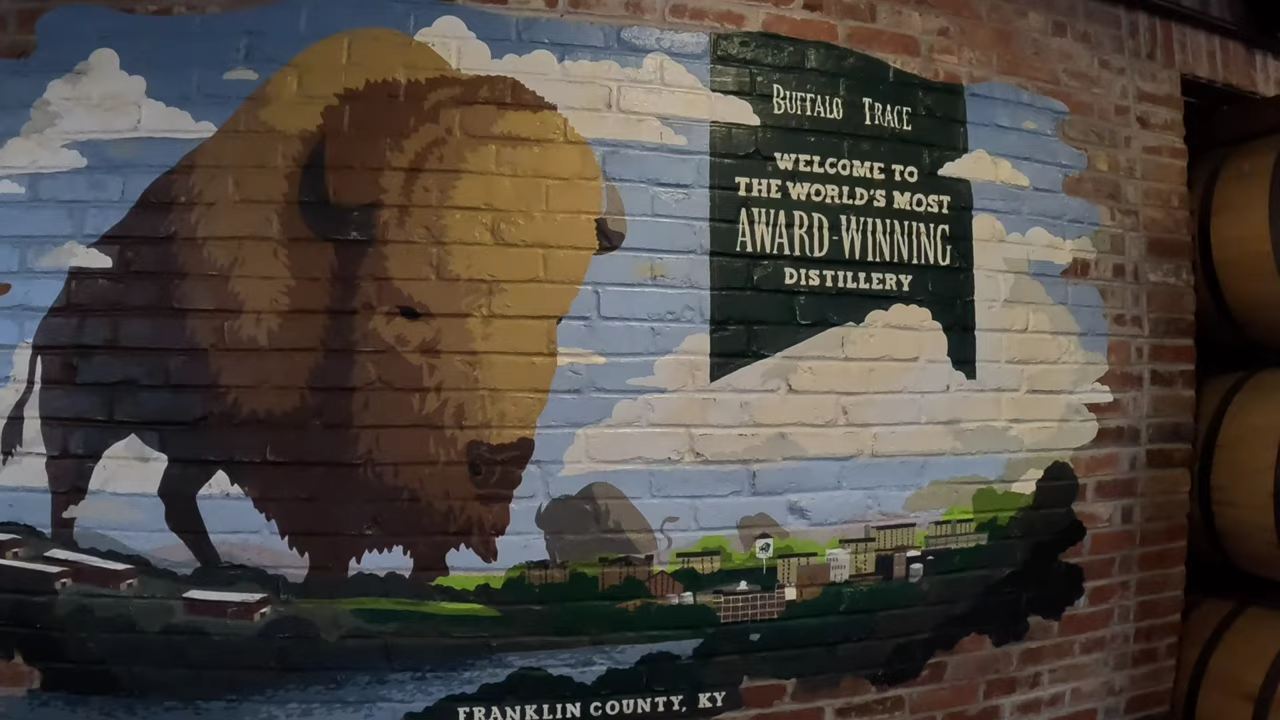 BUFFALO TRACE
WELCOME TO
THE WORLD'S MOST
AWARD-WINNING
DISTILLERY
FRANKLIN COUNTY, KY